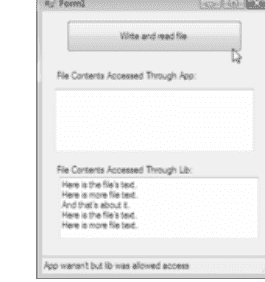 Form1
Write and read file
File Contents Accessed Through App:
File Contents Accessed Through Lib:
Here is the file's text.
Here is more file text.
And that's about it.
Here is the file's text.
Here is more file text.
App warsn't but lib was allowed access